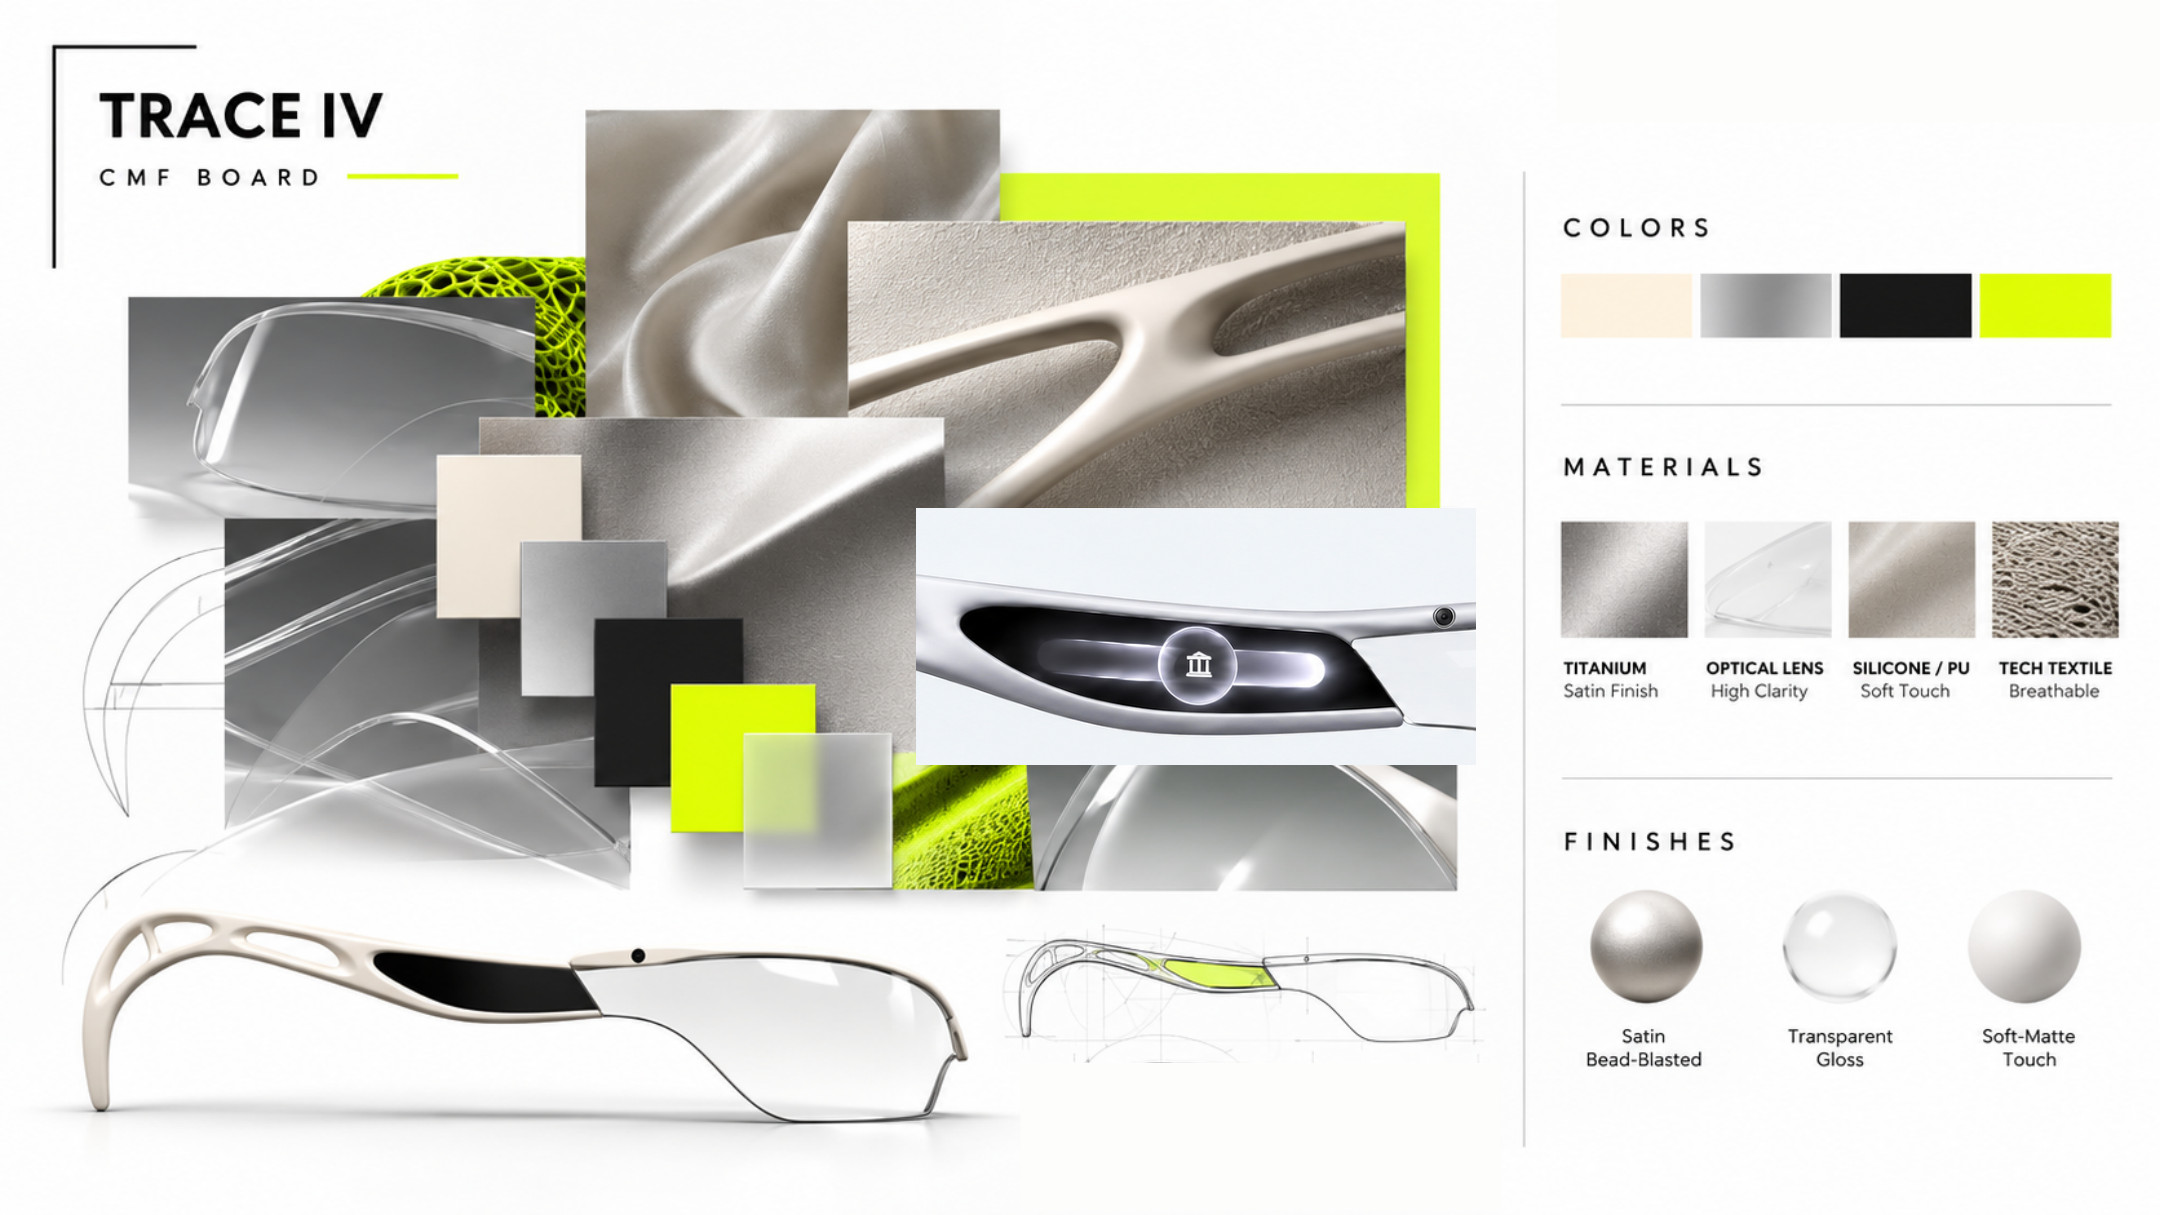 TRACE IV
CMF BOARD
COLORS
MATERIALS
TITANIUM
Satin Finish
OPTICAL LENS
High Clarity
SILICONE / PU
Soft Touch
TECH TEXTILE
Breathable
FINISHES
Satin
Bead-Blasted
Transparent
Gloss
Soft-Matte
Touch